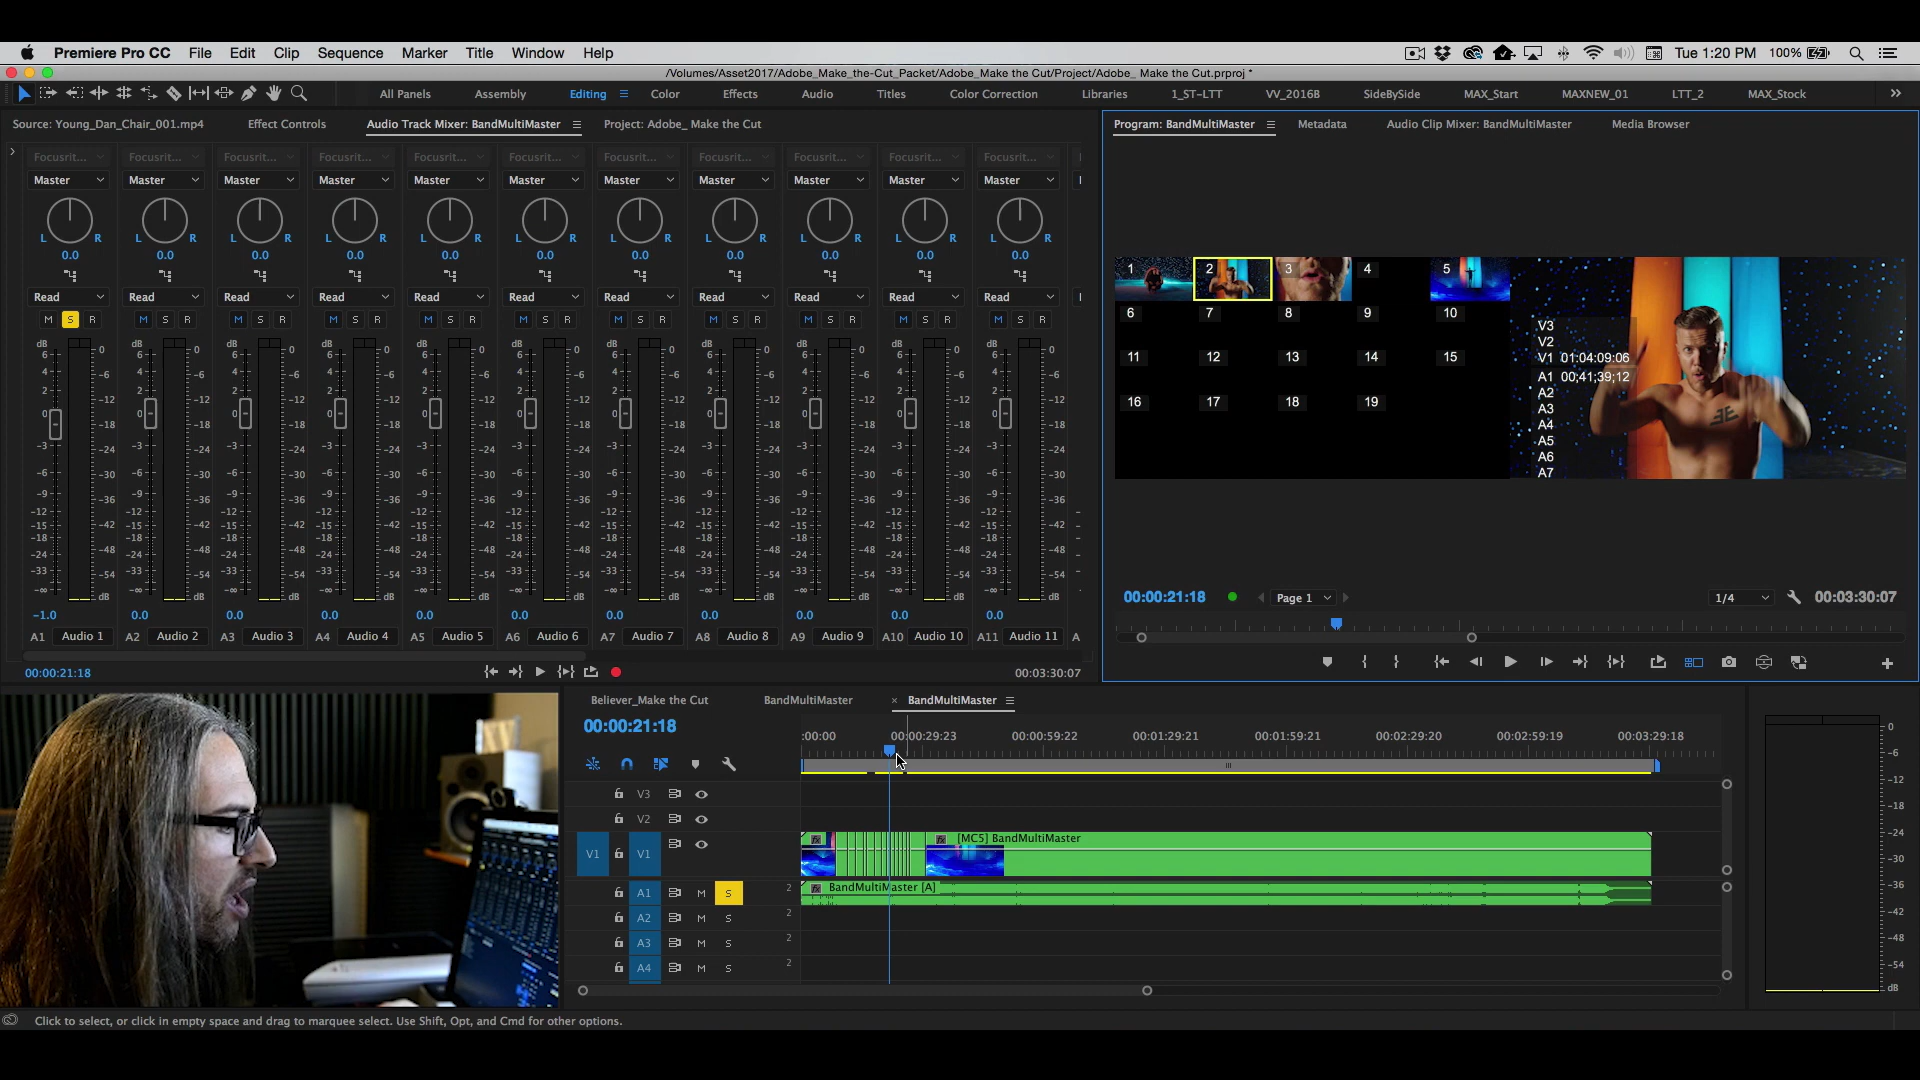 Premiere Pro CC File Edit Clip Sequence Marker Title Window Help Tue 1:20 PM 100%
/Volumes/Asset2017/Adobe_Make_the-Cut_Packet/Adobe_Make the Cut/Project/Adobe_ Make the Cut.prproj *
All Panels Assembly Editing Color Effects Audio Titles Color Correction Libraries 1_ST-LTT VV_2016B SideBySide MAX_Start MAXNEW_01 LTT_2 MAX_Stock
Source: Young_Dan_Chair_001.mp4 Effect Controls Audio Track Mixer: BandMultiMaster Project: Adobe_ Make the Cut
Focusrit... Focusrit... Focusrit... Focusrit... Focusrit... Focusrit... Focusrit... Focusrit... Focusrit... Focusrit... Focusrit...
Master Master Master Master Master Master Master Master Master Master Master
L R L R L R L R L R L R L R L R L R L R L R
0.0 0.0 0.0 0.0 0.0 0.0 0.0 0.0 0.0 0.0 0.0
Read Read Read Read Read Read Read Read Read Read Read
M S R M S R M S R M S R M S R M S R M S R M S R M S R M S R M S R
-1.0 0.0 0.0 0.0 0.0 0.0 0.0 0.0 0.0 0.0 0.0
A1 Audio 1 A2 Audio 2 A3 Audio 3 A4 Audio 4 A5 Audio 5 A6 Audio 6 A7 Audio 7 A8 Audio 8 A9 Audio 9 A10 Audio 10 A11 Audio 11 A
00:00:21:18 00:03:30:07
Program: BandMultiMaster Metadata Audio Clip Mixer: BandMultiMaster Media Browser
1 2 3 4 5
6 7 8 9 10
11 12 13 14 15
16 17 18 19
V3
V2
V1 01:04:09:06
A1 00;41;39;12
A2
A3
A4
A5
A6
A7
00:00:21:18 Page 1 1/4 00:03:30:07
Believer_Make the Cut BandMultiMaster × BandMultiMaster
00:00:21:18
:00:00 00:00:29:23 00:00:59:22 00:01:29:21 00:01:59:21 00:02:29:20 00:02:59:19 00:03:29:18
V3
V2
V1 V1 [MC5] BandMultiMaster
A1 M S 2 BandMultiMaster [A]
A2 M S 2
A3 M S 2
A4 M S 2
0
-6
-12
-18
-24
-30
-36
-42
-48
-54
dB
Click to select, or click in empty space and drag to marquee select. Use Shift, Opt, and Cmd for other options.